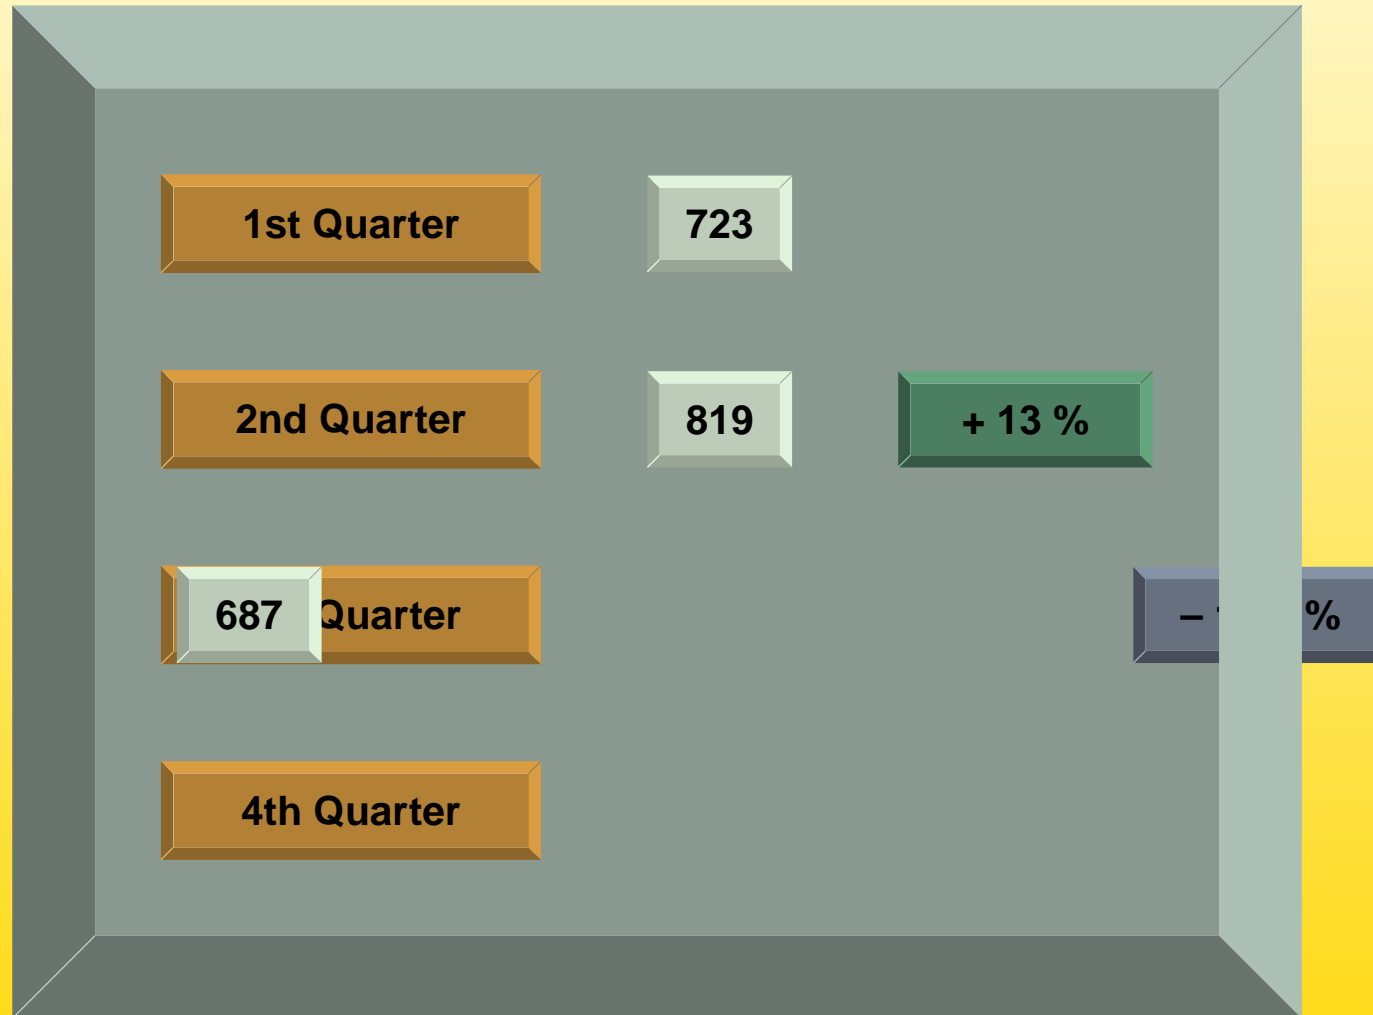 1st Quarter 723
2nd Quarter 819 + 13 %
687 Quarter – %
4th Quarter